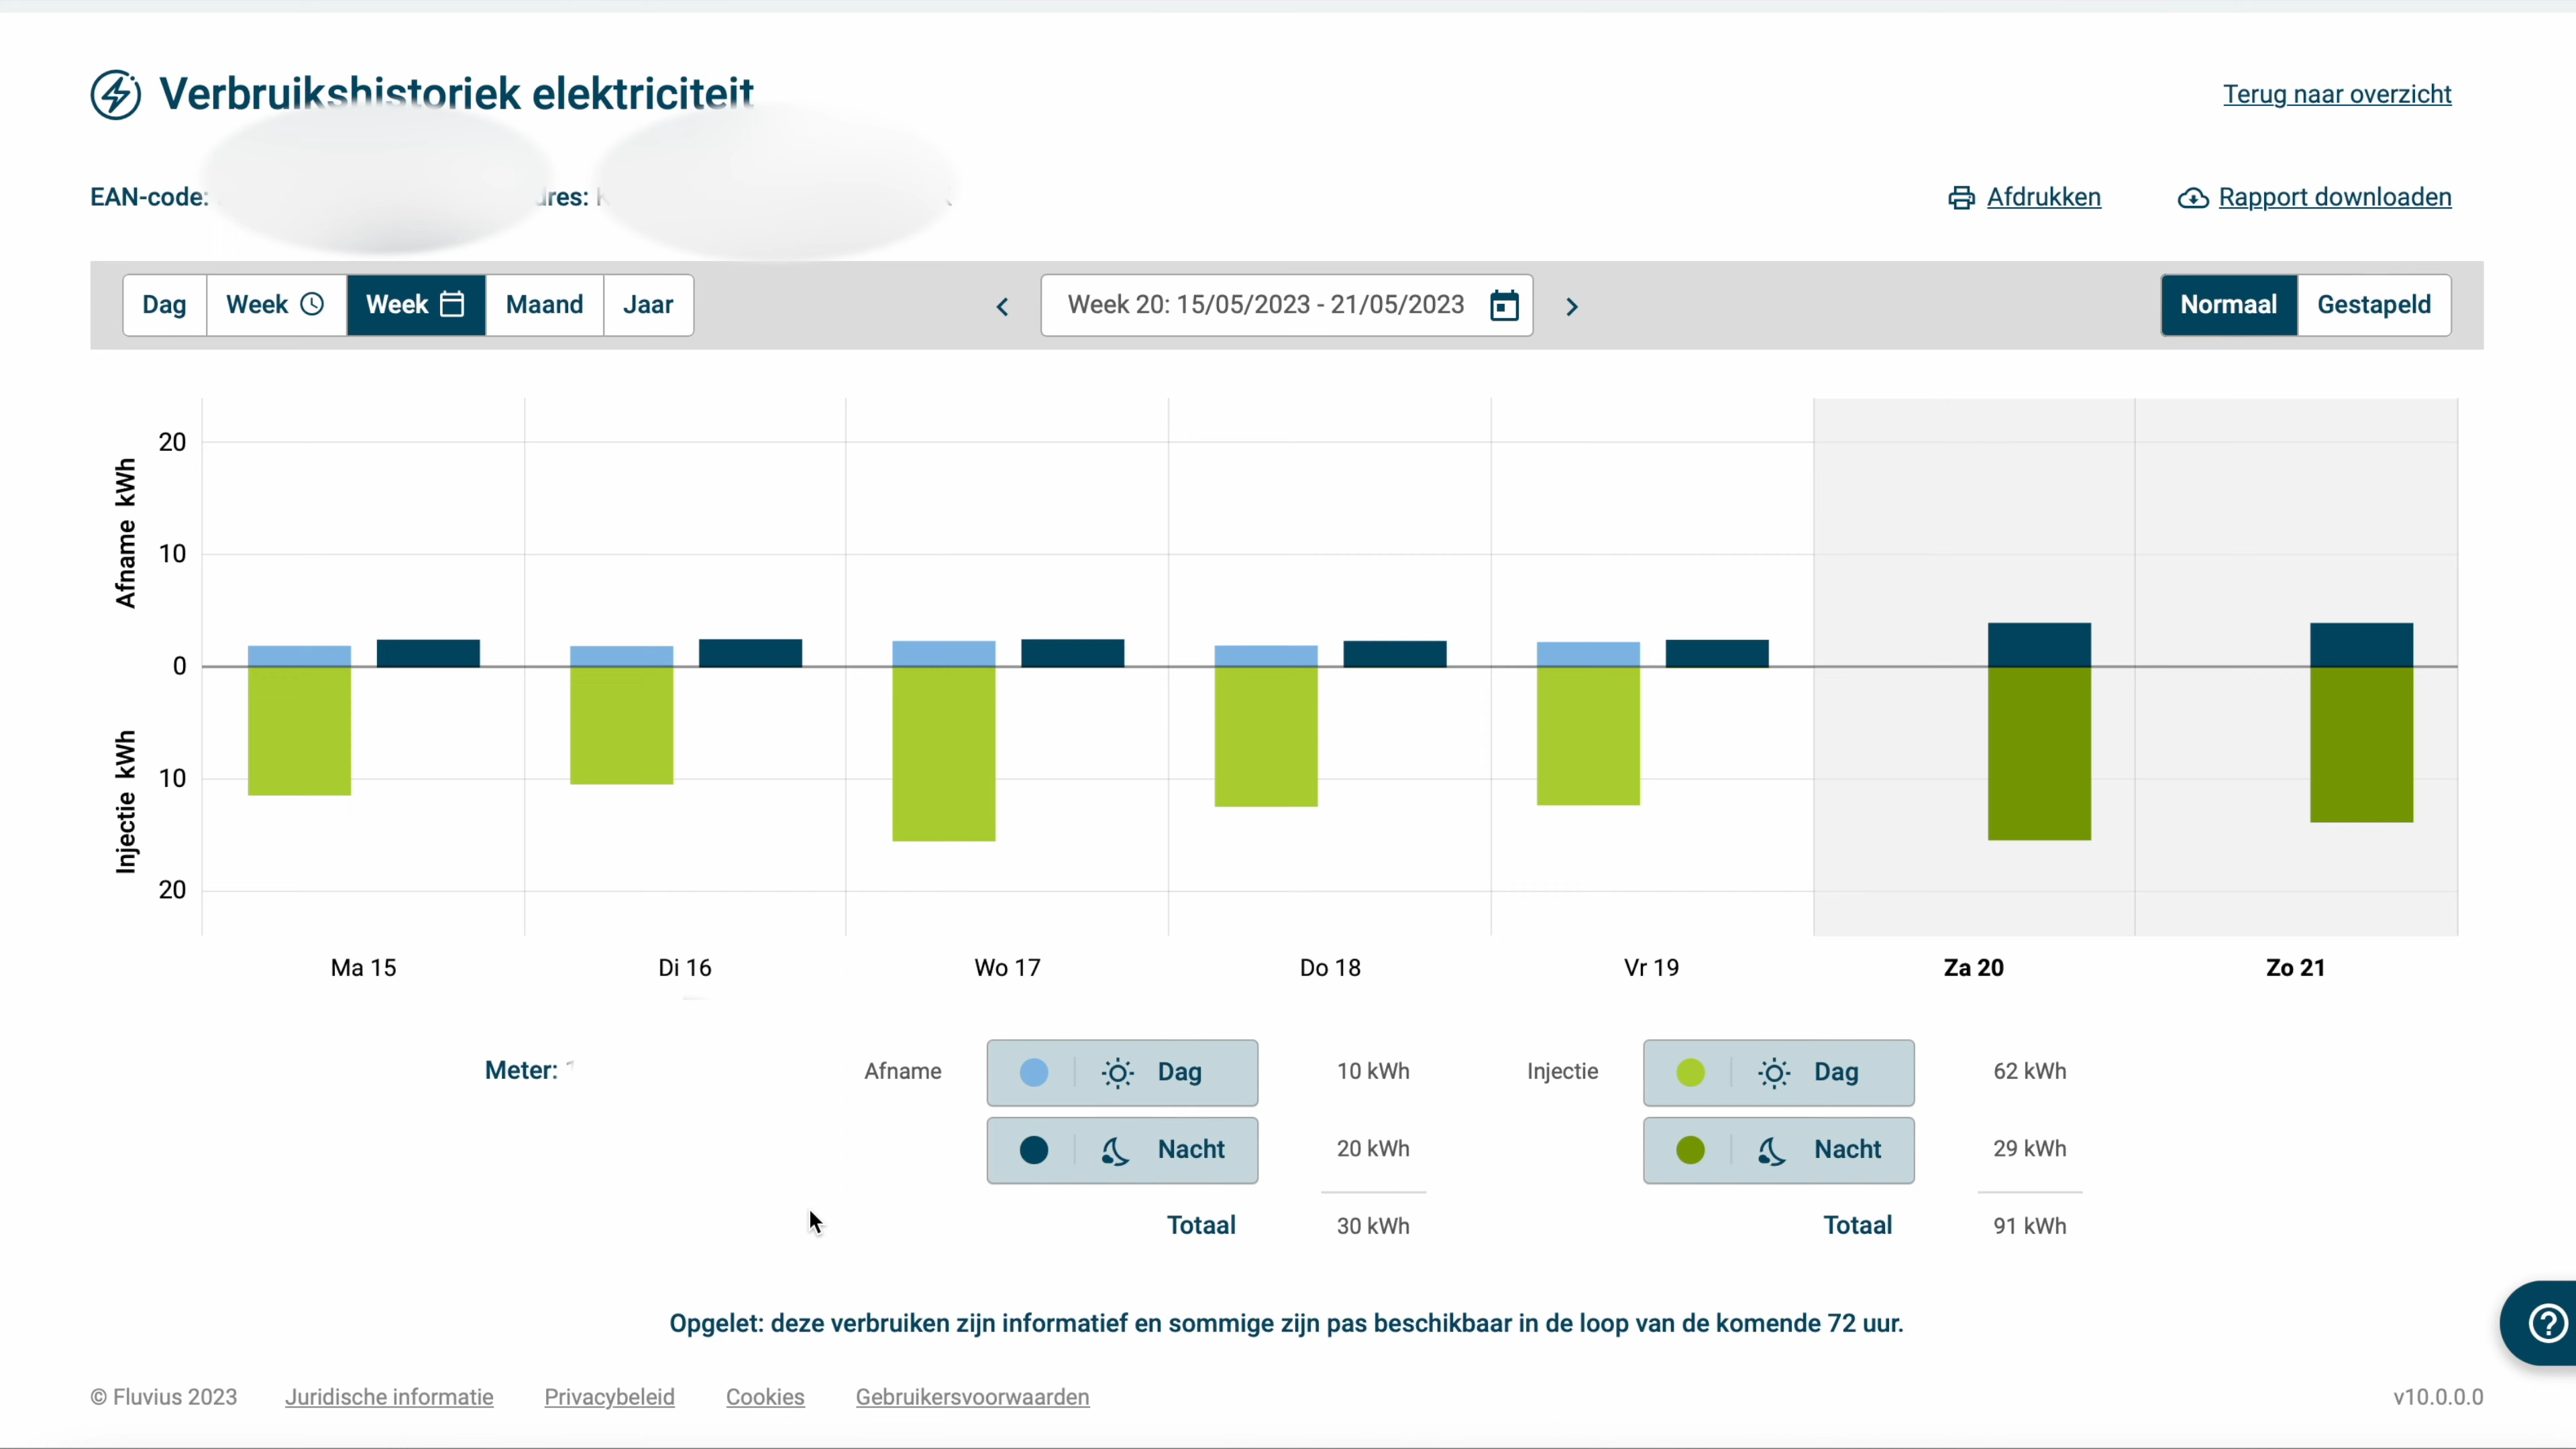 Verbruikshistoriek elektriciteit
Terug naar overzicht
EAN-code:
Afdrukken
Rapport downloaden
Dag
Week
Week
Maand
Jaar
Week 20: 15/05/2023 - 21/05/2023
Normaal
Gestapeld
Afname kWh
20
10
0
Injectie kWh
10
20
Ma 15
Di 16
Wo 17
Do 18
Vr 19
Za 20
Zo 21
Meter:
Afname
Dag
10 kWh
Nacht
20 kWh
Totaal
30 kWh
Injectie
Dag
62 kWh
Nacht
29 kWh
Totaal
91 kWh
Opgelet: deze verbruiken zijn informatief en sommige zijn pas beschikbaar in de loop van de komende 72 uur.
© Fluvius 2023
Juridische informatie
Privacybeleid
Cookies
Gebruikersvoorwaarden
v10.0.0.0